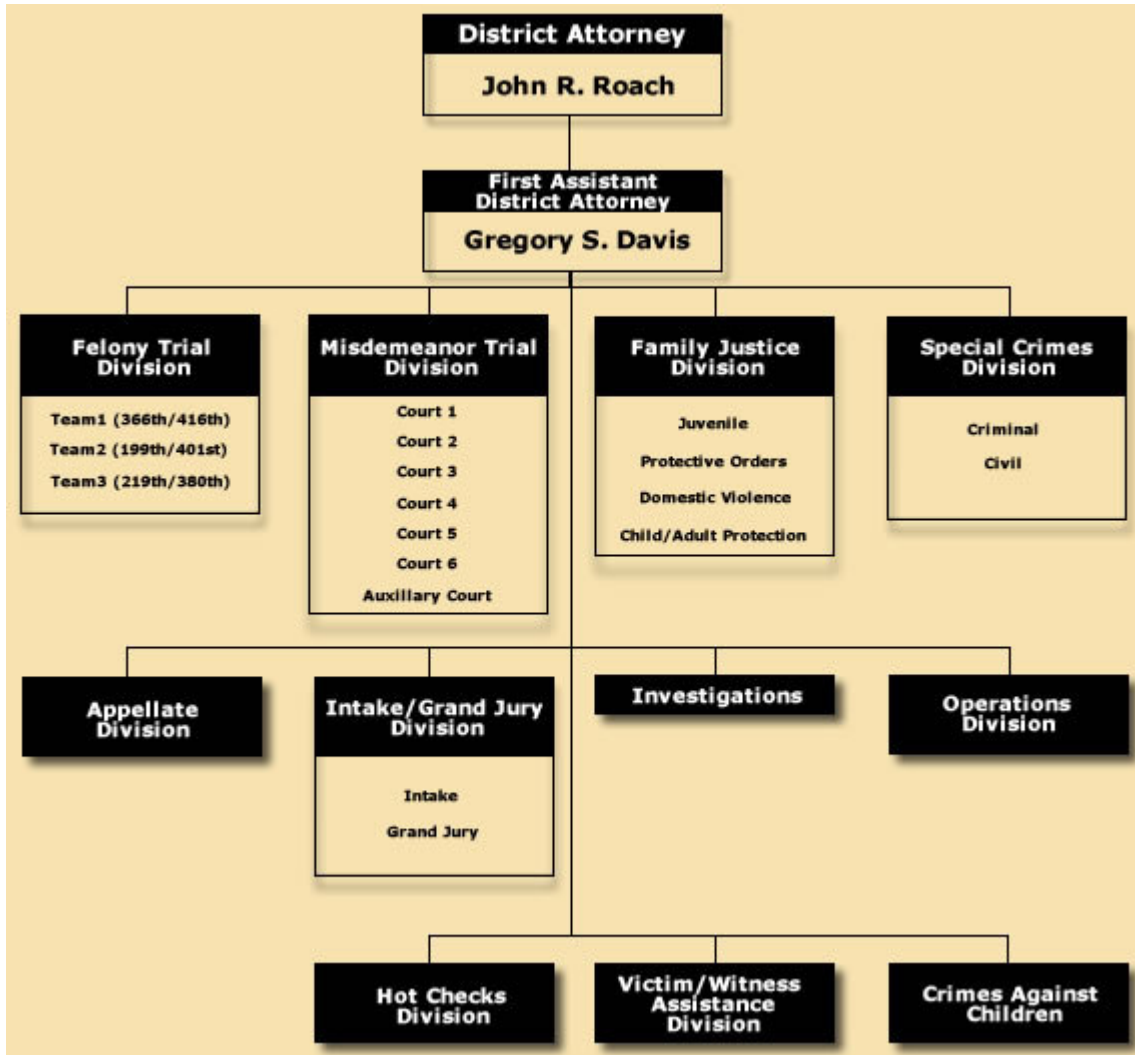 District Attorney
John R. Roach
First Assistant
District Attorney
Gregory S. Davis
Felony Trial
Division
Team1 (366th/416th)
Team2 (199th/401st)
Team3 (219th/380th)
Misdemeanor Trial
Division
Court 1
Court 2
Court 3
Court 4
Court 5
Court 6
Auxillary Court
Family Justice
Division
Juvenile
Protective Orders
Domestic Violence
Child/Adult Protection
Special Crimes
Division
Criminal
Civil
Appellate
Division
Intake/Grand Jury
Division
Intake
Grand Jury
Investigations
Operations
Division
Hot Checks
Division
Victim/Witness
Assistance
Division
Crimes Against
Children